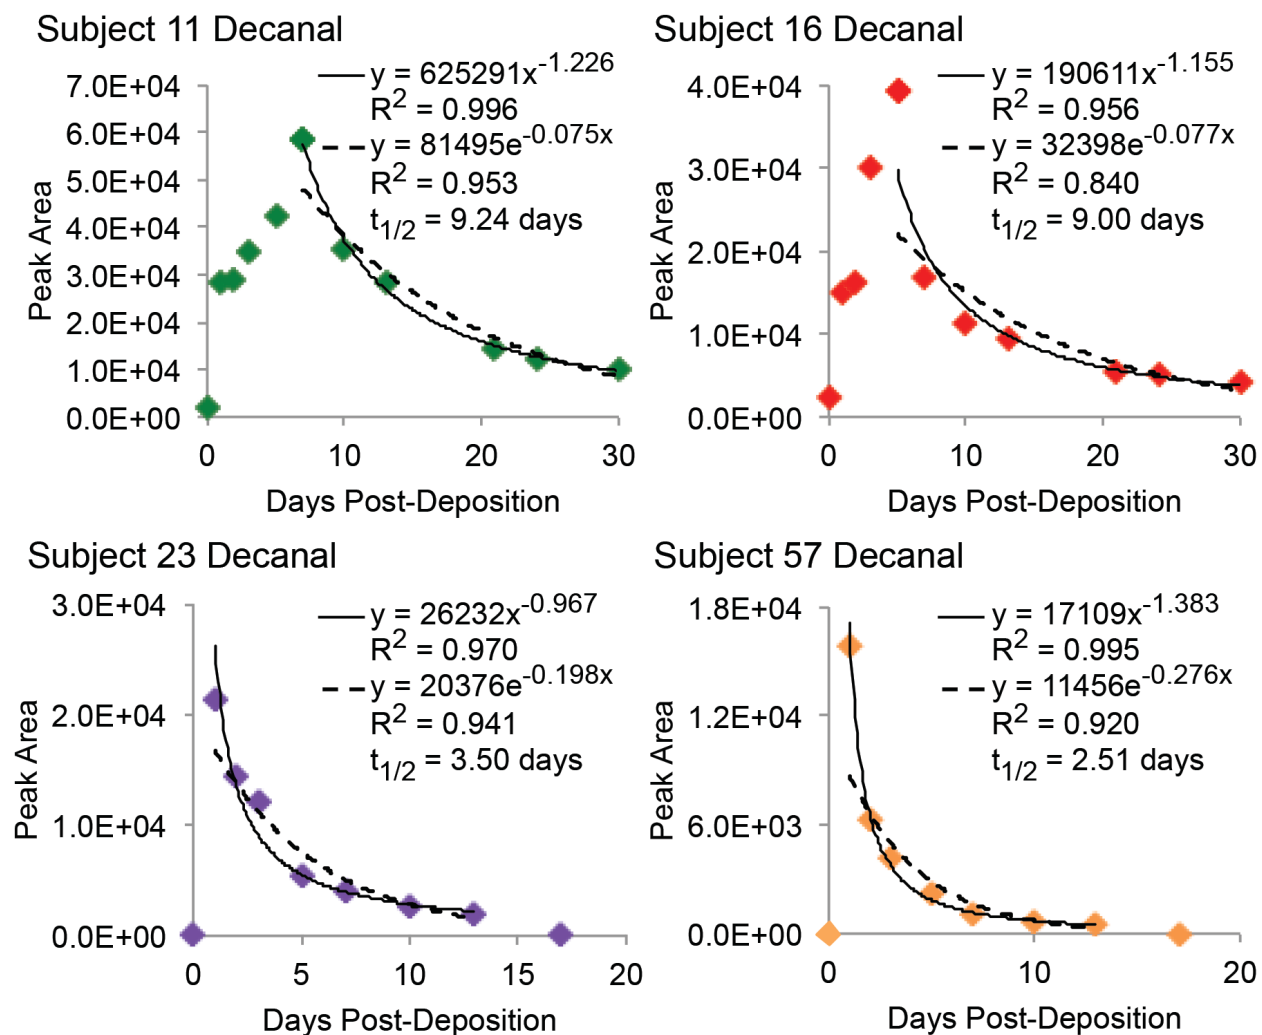 Subject 11 Decanal
y = 625291x^-1.226
R^2 = 0.996
y = 81495e^-0.075x
R^2 = 0.953
t_1/2 = 9.24 days
7.0E+04
6.0E+04
5.0E+04
4.0E+04
3.0E+04
2.0E+04
1.0E+04
0.0E+00
Peak Area
0 10 20 30
Days Post-Deposition
Subject 16 Decanal
y = 190611x^-1.155
R^2 = 0.956
y = 32398e^-0.077x
R^2 = 0.840
t_1/2 = 9.00 days
4.0E+04
3.0E+04
2.0E+04
1.0E+04
0.0E+00
Peak Area
0 10 20 30
Days Post-Deposition
Subject 23 Decanal
y = 26232x^-0.967
R^2 = 0.970
y = 20376e^-0.198x
R^2 = 0.941
t_1/2 = 3.50 days
3.0E+04
2.0E+04
1.0E+04
0.0E+00
Peak Area
0 5 10 15 20
Days Post-Deposition
Subject 57 Decanal
y = 17109x^-1.383
R^2 = 0.995
y = 11456e^-0.276x
R^2 = 0.920
t_1/2 = 2.51 days
1.8E+04
1.2E+04
6.0E+03
0.0E+00
Peak Area
0 10 20
Days Post-Deposition